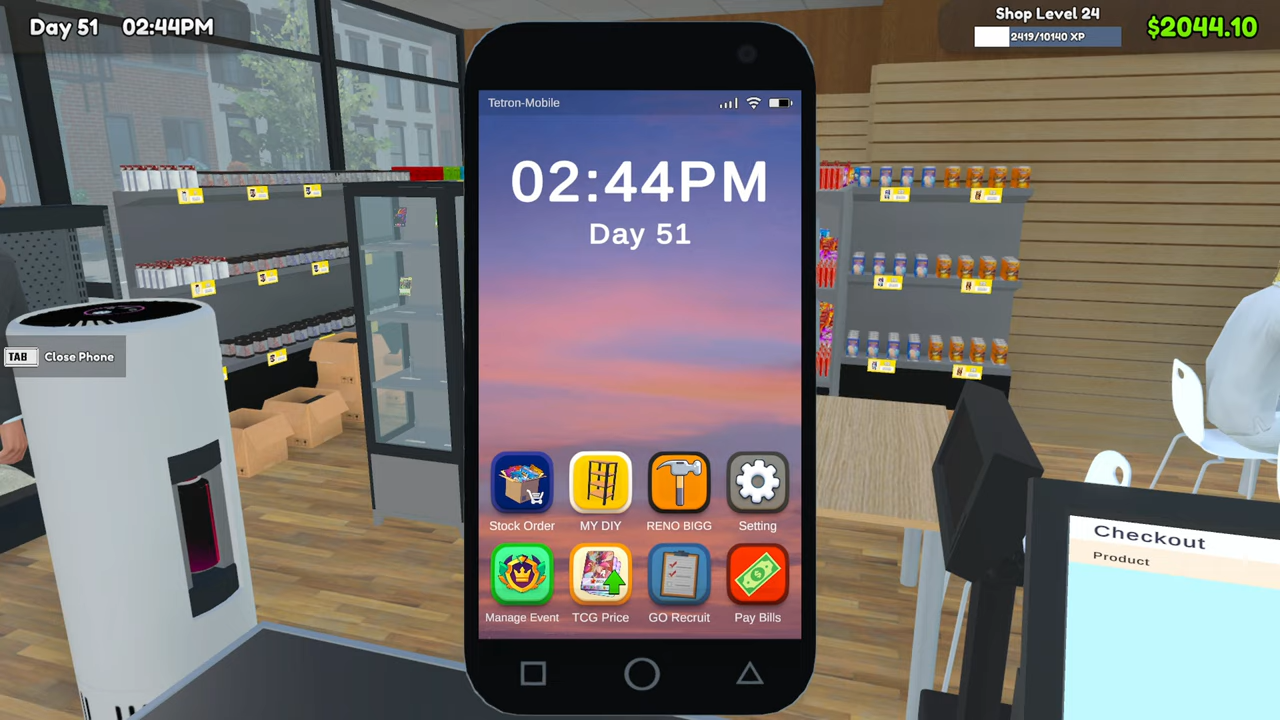 Day 51 02:44PM
Shop Level 24
2419/10140 XP
$2044.10
Tetron-Mobile
02:44PM
Day 51
TAB Close Phone
Stock Order MY DIY RENO BIGG Setting
Manage Event TCG Price GO Recruit Pay Bills
Checkout
Product